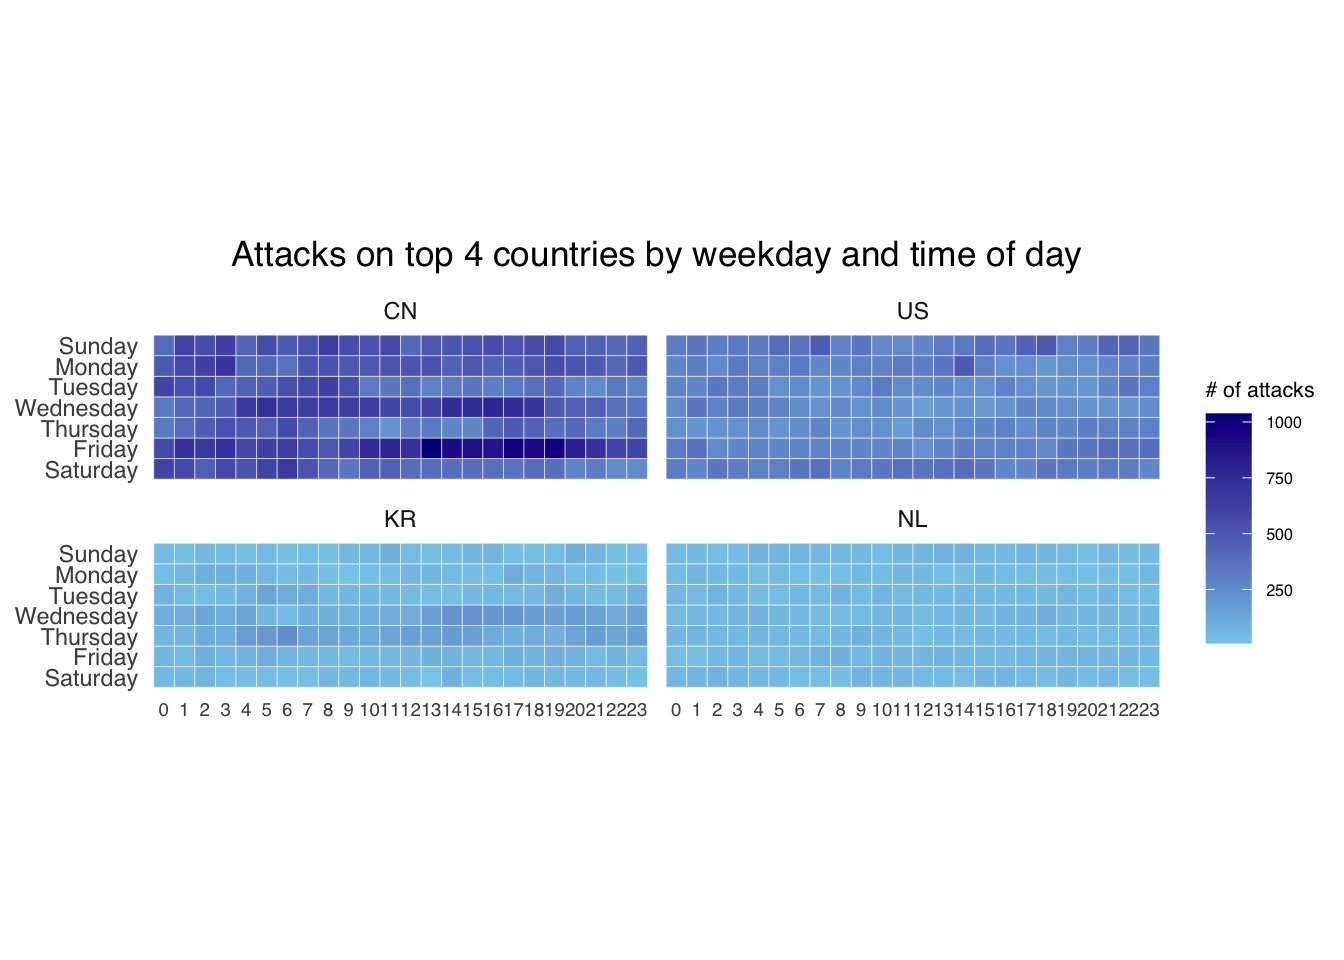 Attacks on top 4 countries by weekday and time of day
CN
US
Sunday
Monday
Tuesday
Wednesday
Thursday
Friday
Saturday
KR
NL
Sunday
Monday
Tuesday
Wednesday
Thursday
Friday
Saturday
0 1 2 3 4 5 6 7 8 9 10 11 12 13 14 15 16 17 18 19 20 21 22 23
0 1 2 3 4 5 6 7 8 9 10 11 12 13 14 15 16 17 18 19 20 21 22 23
# of attacks
1000
750
500
250